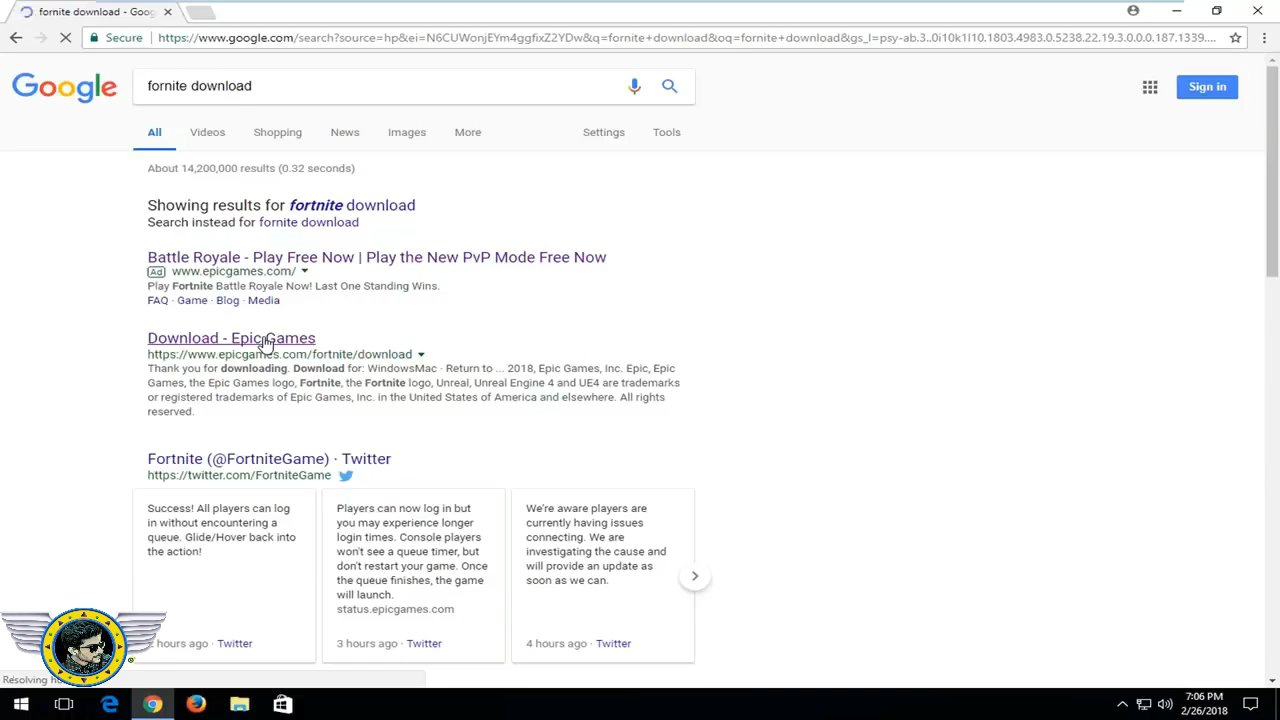 fornite download - Goog
Secure
https://www.google.com/search?source=hp&ei=N6CUWonjEYm4ggfixZ2YDw&q=fornite+download&oq=fornite+download&gs_l=psy-ab.3..0i10k1l10.1803.4983.0.5238.22.19.3.0.0.0.187.1339....
Google
fornite download
Sign in
All
Videos
Shopping
News
Images
More
Settings
Tools
About 14,200,000 results (0.32 seconds)
Showing results for fortnite download
Search instead for fornite download
Battle Royale - Play Free Now | Play the New PvP Mode Free Now
Ad www.epicgames.com/
Play Fortnite Battle Royale Now! Last One Standing Wins.
FAQ · Game · Blog · Media
Download - Epic Games
https://www.epicgames.com/fortnite/download
Thank you for downloading. Download for: WindowsMac · Return to ... 2018, Epic Games, Inc. Epic, Epic
Games, the Epic Games logo, Fortnite, the Fortnite logo, Unreal, Unreal Engine 4 and UE4 are trademarks
or registered trademarks of Epic Games, Inc. in the United States of America and elsewhere. All rights
reserved.
Fortnite (@FortniteGame) · Twitter
https://twitter.com/FortniteGame
Success! All players can log
in without encountering a
queue. Glide/Hover back into
the action!
hours ago · Twitter
Players can now log in but
you may experience longer
login times. Console players
won't see a queue timer, but
don't restart your game. Once
the queue finishes, the game
will launch.
status.epicgames.com
3 hours ago · Twitter
We're aware players are
currently having issues
connecting. We are
investigating the cause and
will provide an update as
soon as we can.
4 hours ago · Twitter
Resolving
7:06 PM
2/26/2018